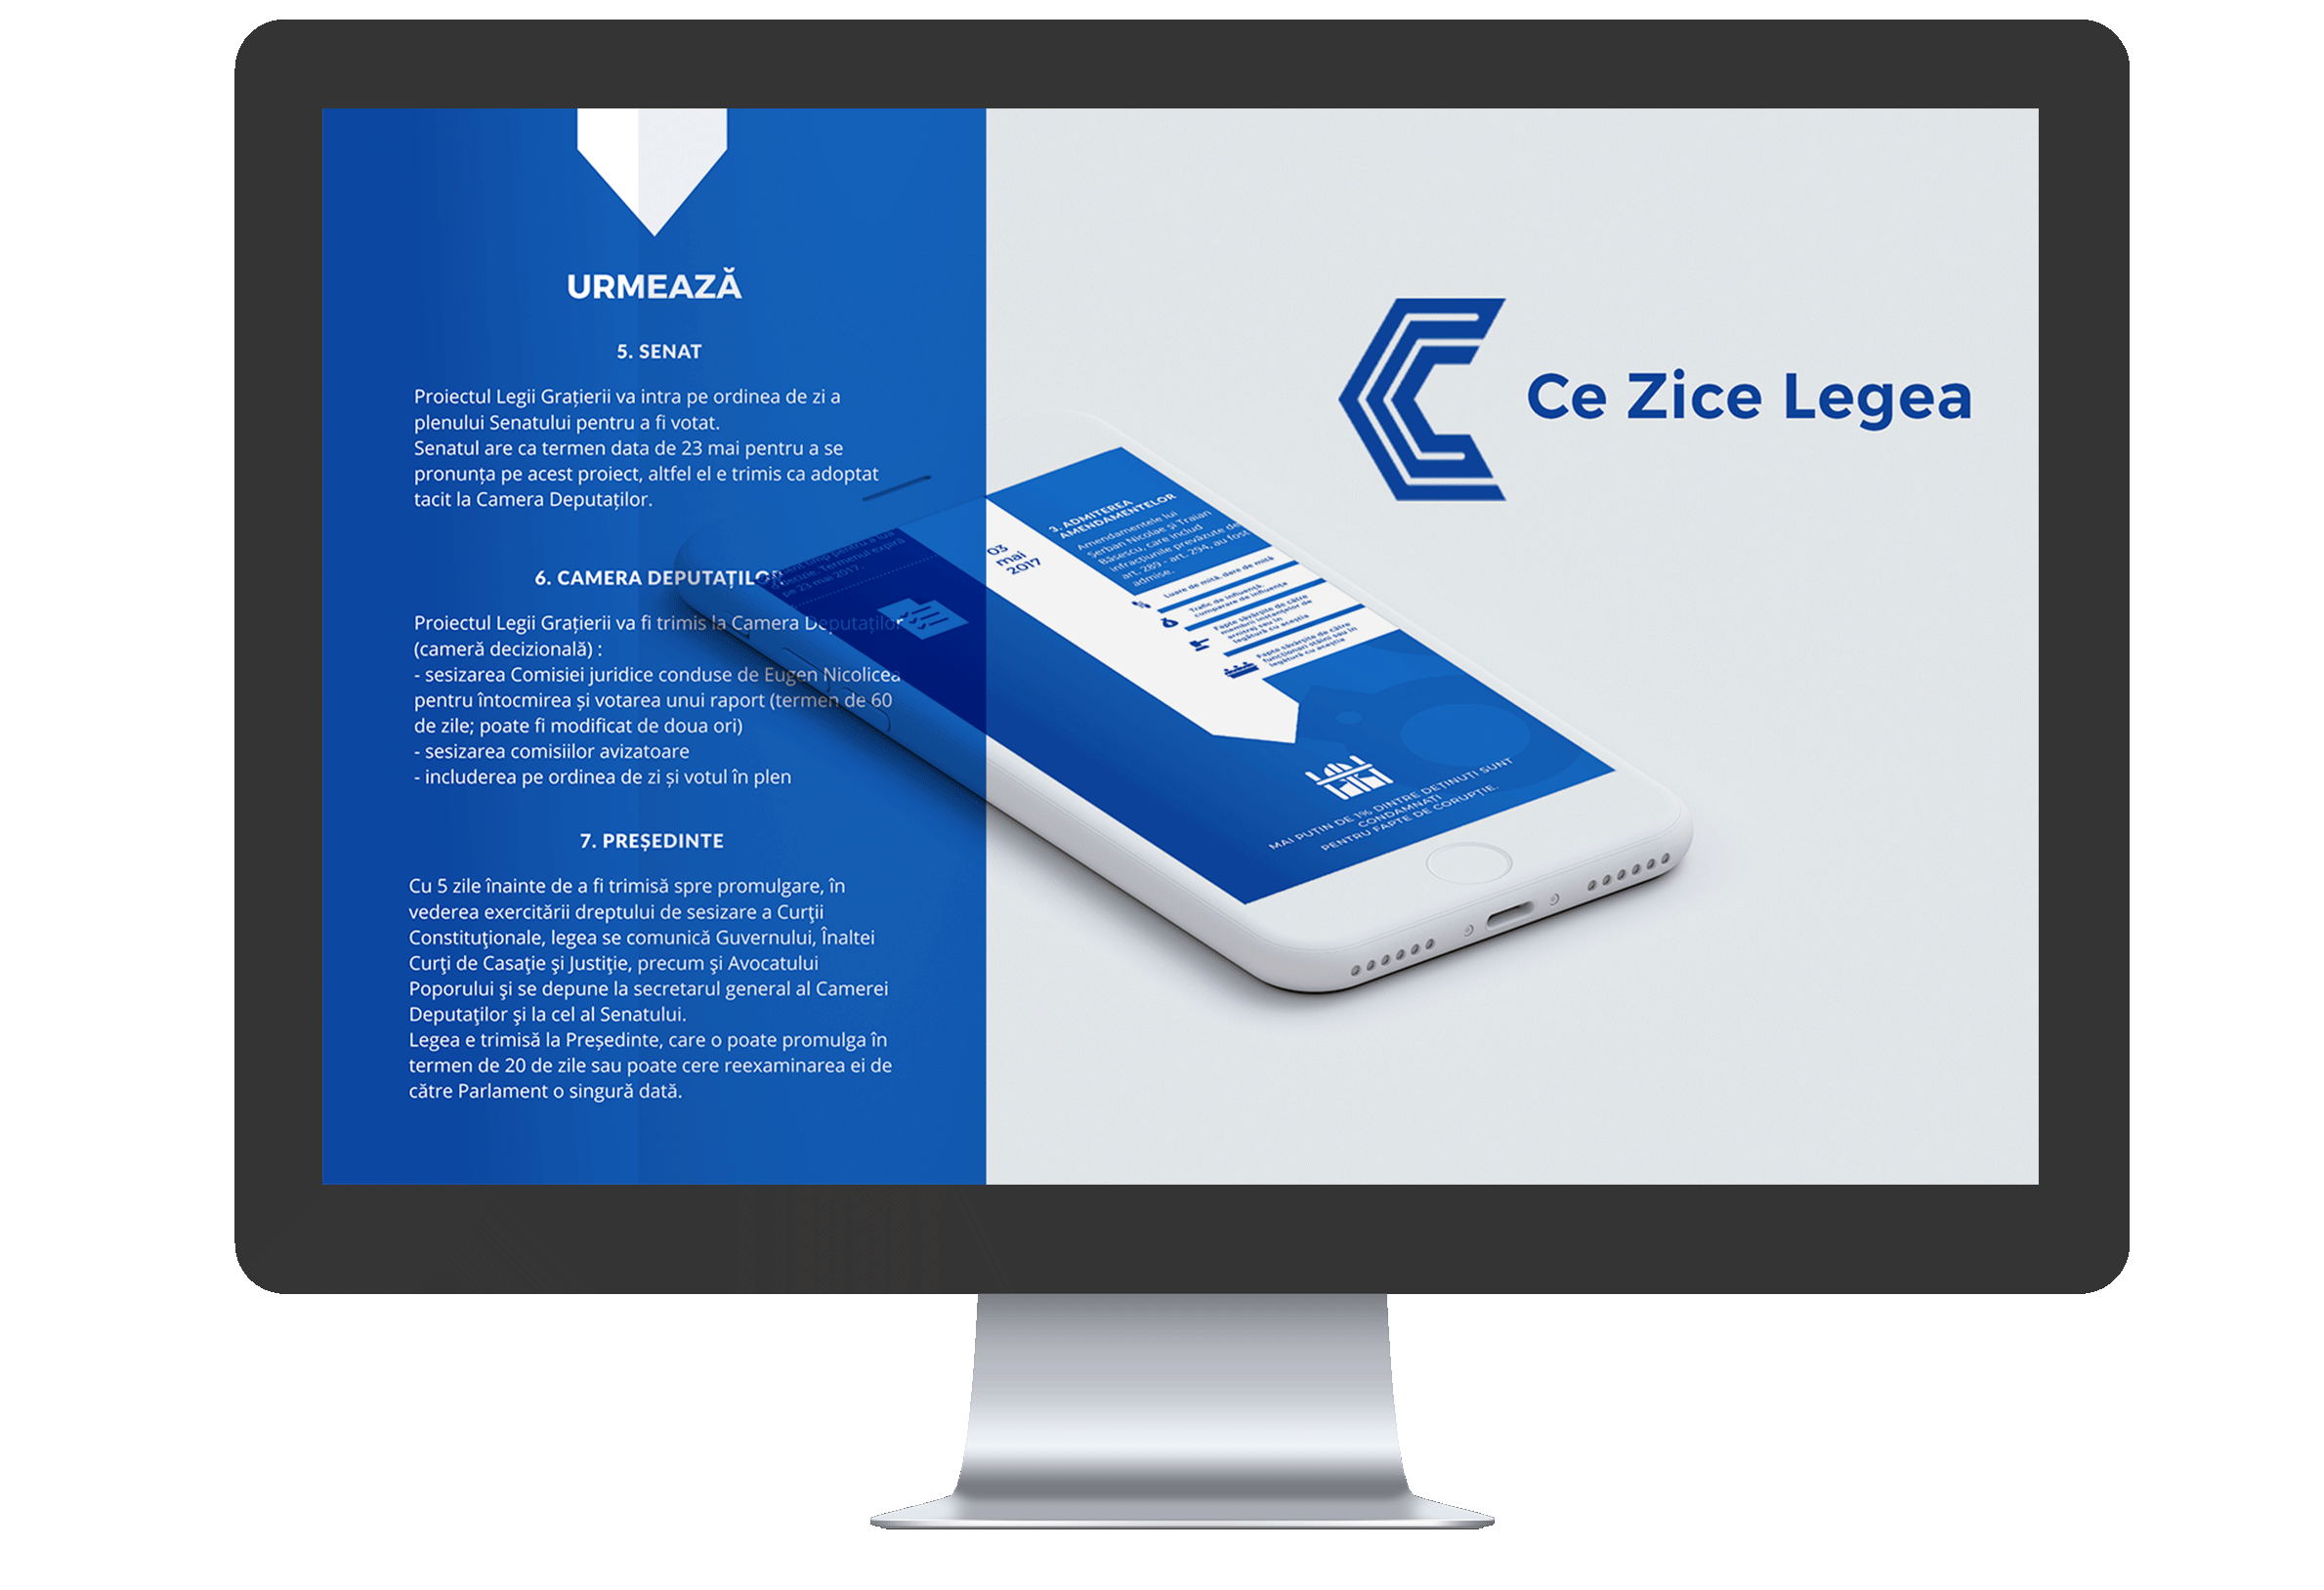 URMEAZĂ
5. SENAT
Proiectul Legii Grațierii va intra pe ordinea de zi a
plenului Senatului pentru a fi votat.
Senatul are ca termen data de 23 mai pentru a se
pronunța pe acest proiect, altfel el e trimis ca adoptat
tacit la Camera Deputaților.
6. CAMERA DEPUTAȚILOR
Proiectul Legii Grațierii va fi trimis la Camera Deputaților
(cameră decizională) :
- sesizarea Comisiei juridice conduse de Eugen Nicolicea
pentru întocmirea și votarea unui raport (termen de 60
de zile; poate fi modificat de doua ori)
- sesizarea comisiilor avizatoare
- includerea pe ordinea de zi și votul în plen
7. PREȘEDINTE
Cu 5 zile înainte de a fi trimisă spre promulgare, în
vederea exercitării dreptului de sesizare a Curţii
Constituţionale, legea se comunică Guvernului, Înaltei
Curţi de Casaţie şi Justiţie, precum şi Avocatului
Poporului şi se depune la secretarul general al Camerei
Deputaţilor şi la cel al Senatului.
Legea e trimisă la Președinte, care o poate promulga în
termen de 20 de zile sau poate cere reexaminarea ei de
către Parlament o singură dată.
Ce Zice Legea
pentru a lua
decizie. Termenul expiră
pe 23 mai 2017.
03
mai
2017
3. ADMITEREA
AMENDAMENTELOR
Amendamentele lui
Șerban Nicolae și Traian
Băsescu, care includ
infracțiunile prevăzute de
art. 289 - art. 294, au fost
admise.
Luare de mită, dare de mită
Trafic de influență,
cumparare de influențe
Fapte săvârșite de către
membrii instanțelor de
arbitraj sau în
legătură cu aceștia
Fapte săvârșite de către
funcționari străini sau în
legătură cu aceștia
MAI PUȚIN DE 1% DINTRE DEȚINUȚI SUNT
CONDAMNAȚI
PENTRU FAPTE DE CORUPȚIE.